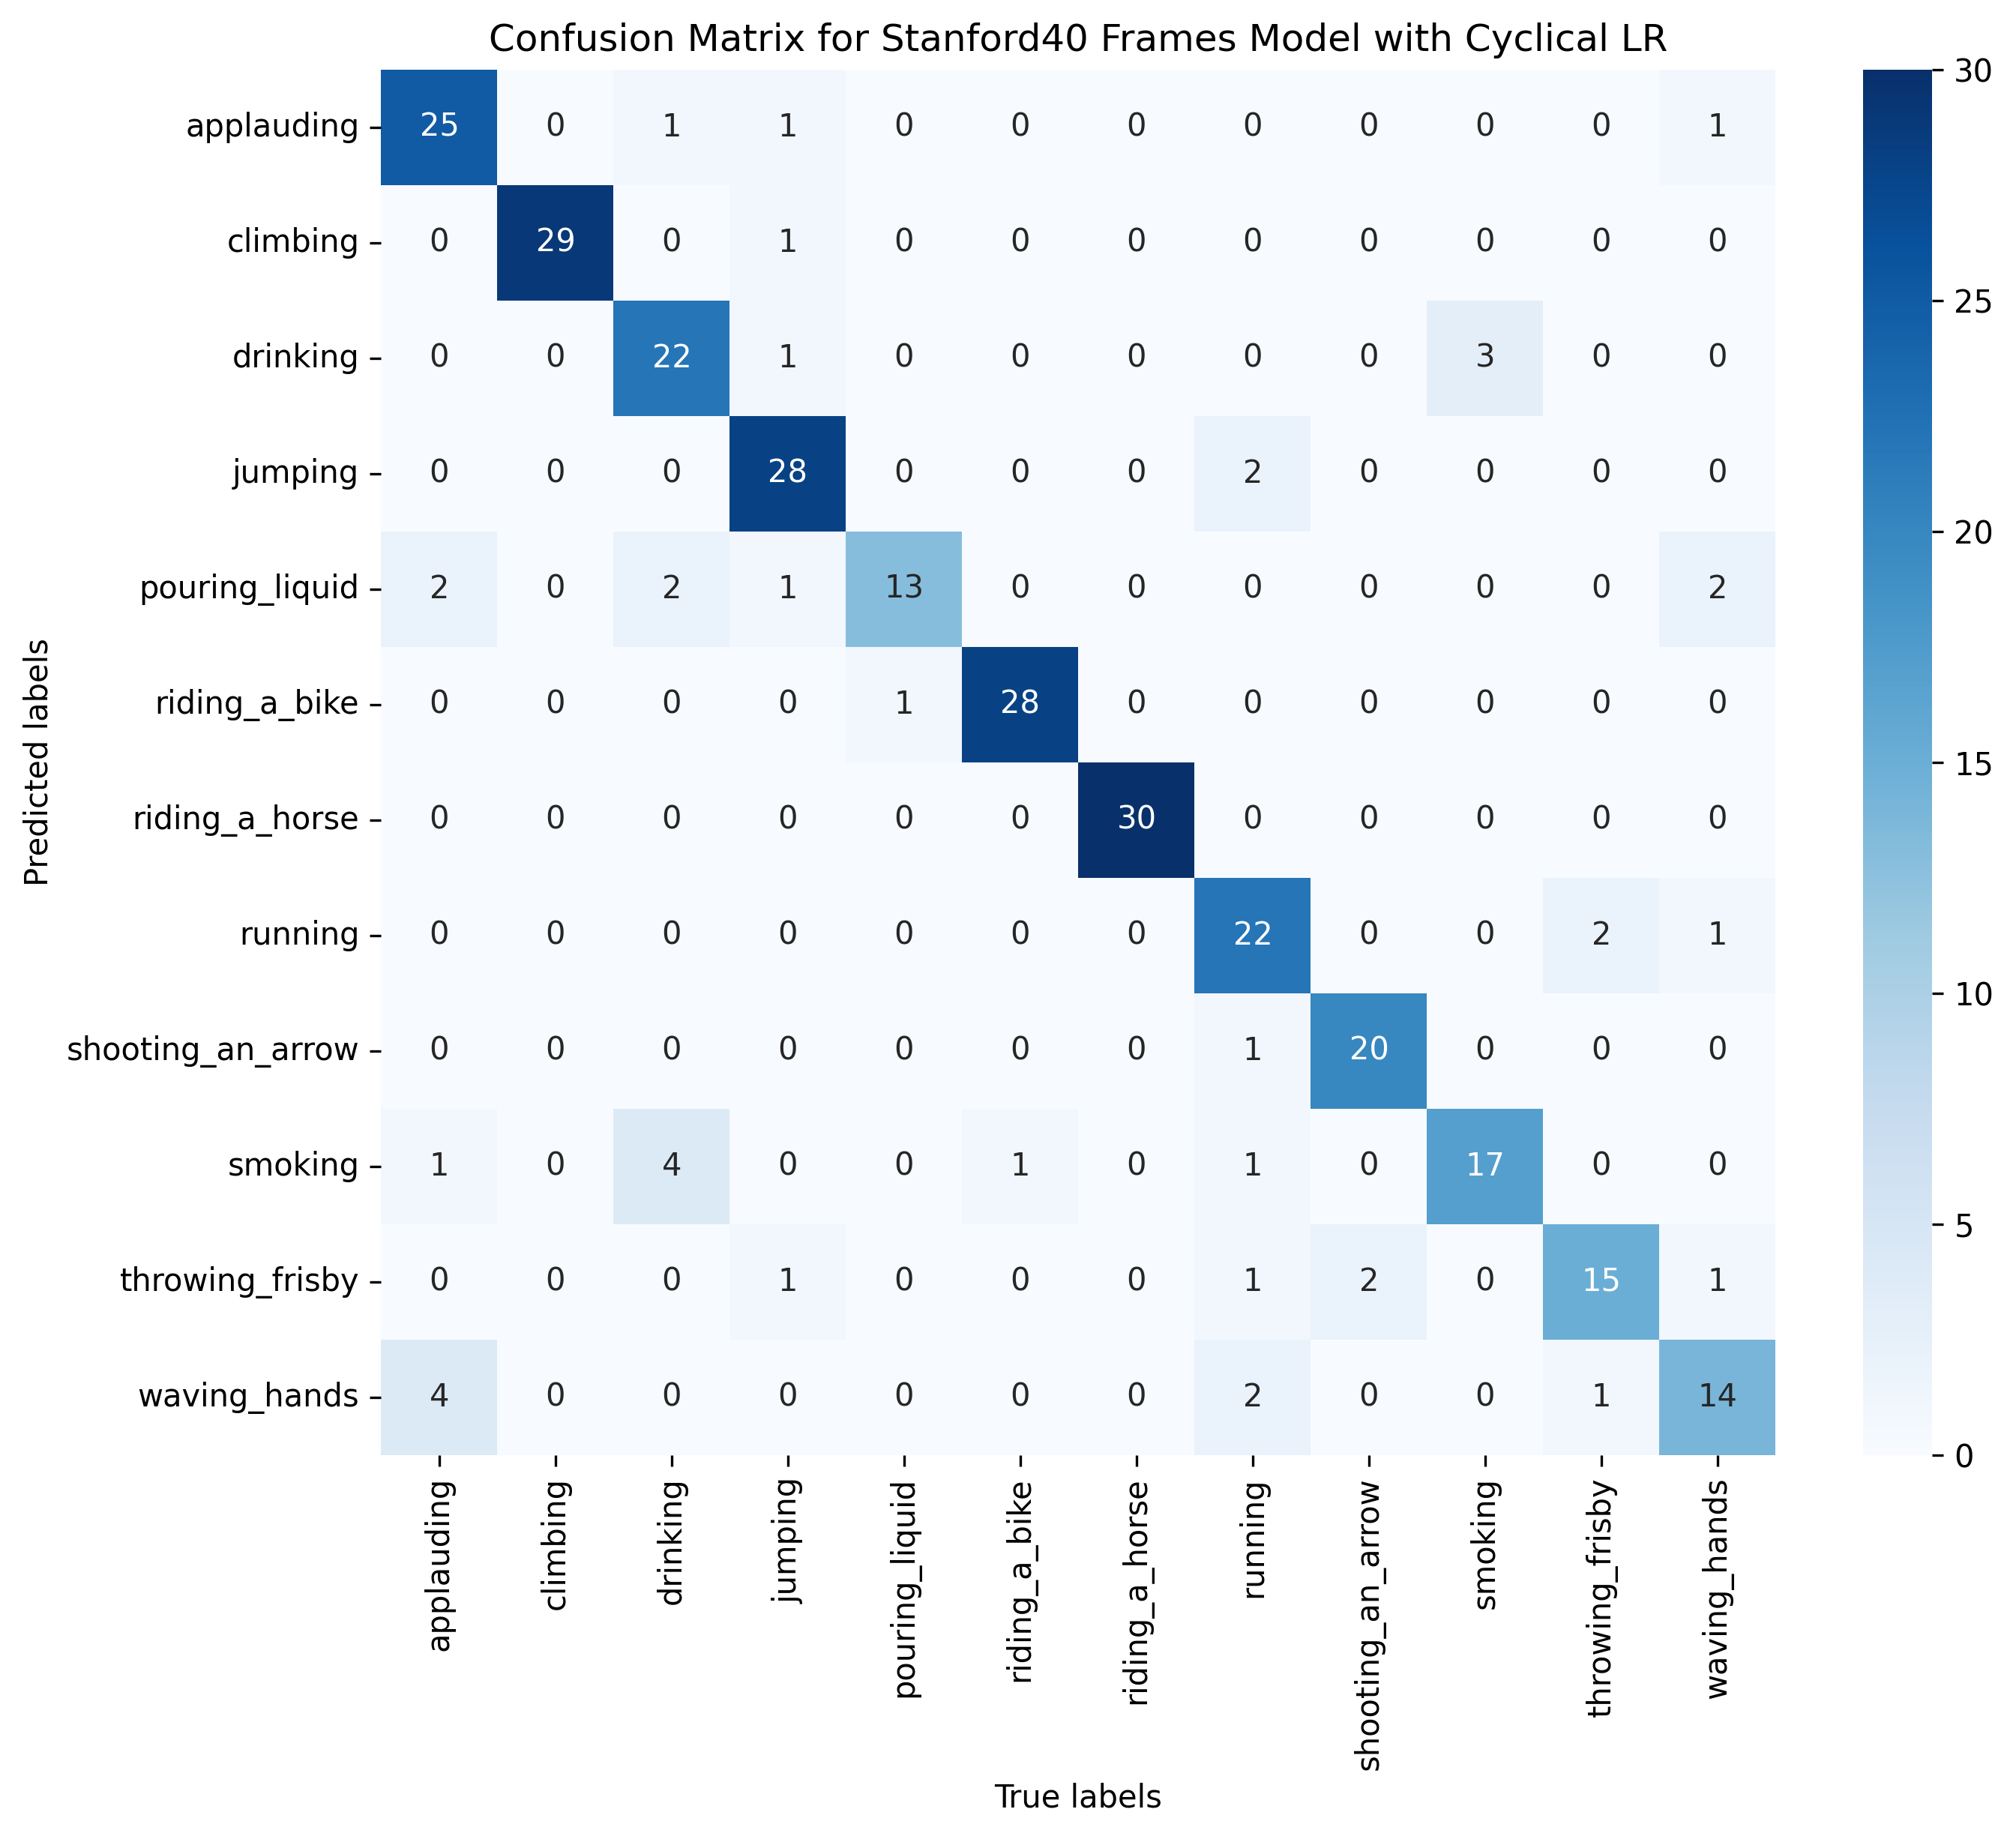 Confusion Matrix for Stanford40 Frames Model with Cyclical LR
applauding 25 0 1 1 0 0 0 0 0 0 0 1
climbing 0 29 0 1 0 0 0 0 0 0 0 0
drinking 0 0 22 1 0 0 0 0 0 3 0 0
jumping 0 0 0 28 0 0 0 2 0 0 0 0
pouring_liquid 2 0 2 1 13 0 0 0 0 0 0 2
riding_a_bike 0 0 0 0 1 28 0 0 0 0 0 0
riding_a_horse 0 0 0 0 0 0 30 0 0 0 0 0
running 0 0 0 0 0 0 0 22 0 0 2 1
shooting_an_arrow 0 0 0 0 0 0 0 1 20 0 0 0
smoking 1 0 4 0 0 1 0 1 0 17 0 0
throwing_frisby 0 0 0 1 0 0 0 1 2 0 15 1
waving_hands 4 0 0 0 0 0 0 2 0 0 1 14
Predicted labels
applauding
climbing
drinking
jumping
pouring_liquid
riding_a_bike
riding_a_horse
running
shooting_an_arrow
smoking
throwing_frisby
waving_hands
True labels
30
25
20
15
10
5
0